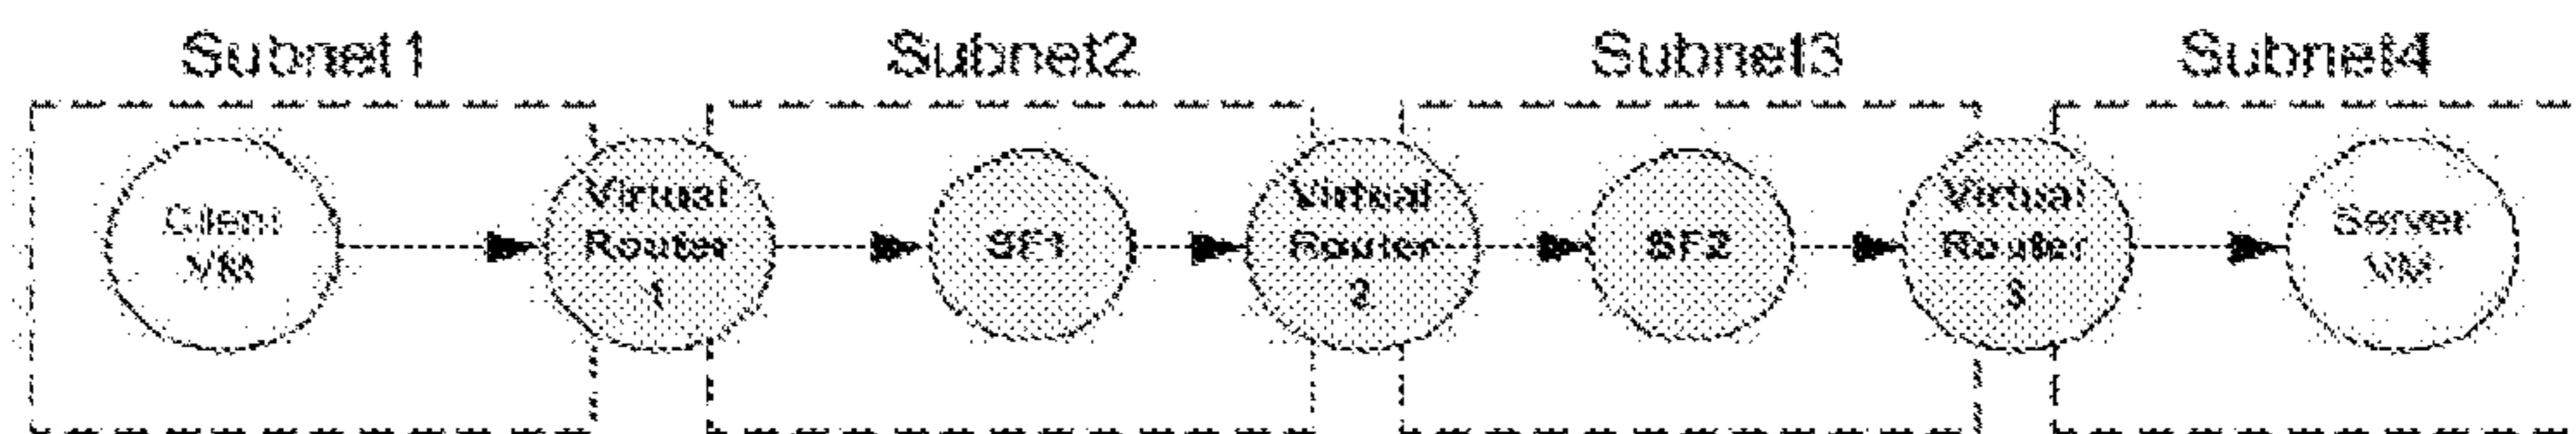 Subnet1 Subnet2 Subnet3 Subnet4
Client
VM
Virtual
Router
1
SF1
Virtual
Router
2
SF2
Virtual
Router
3
Server
VM